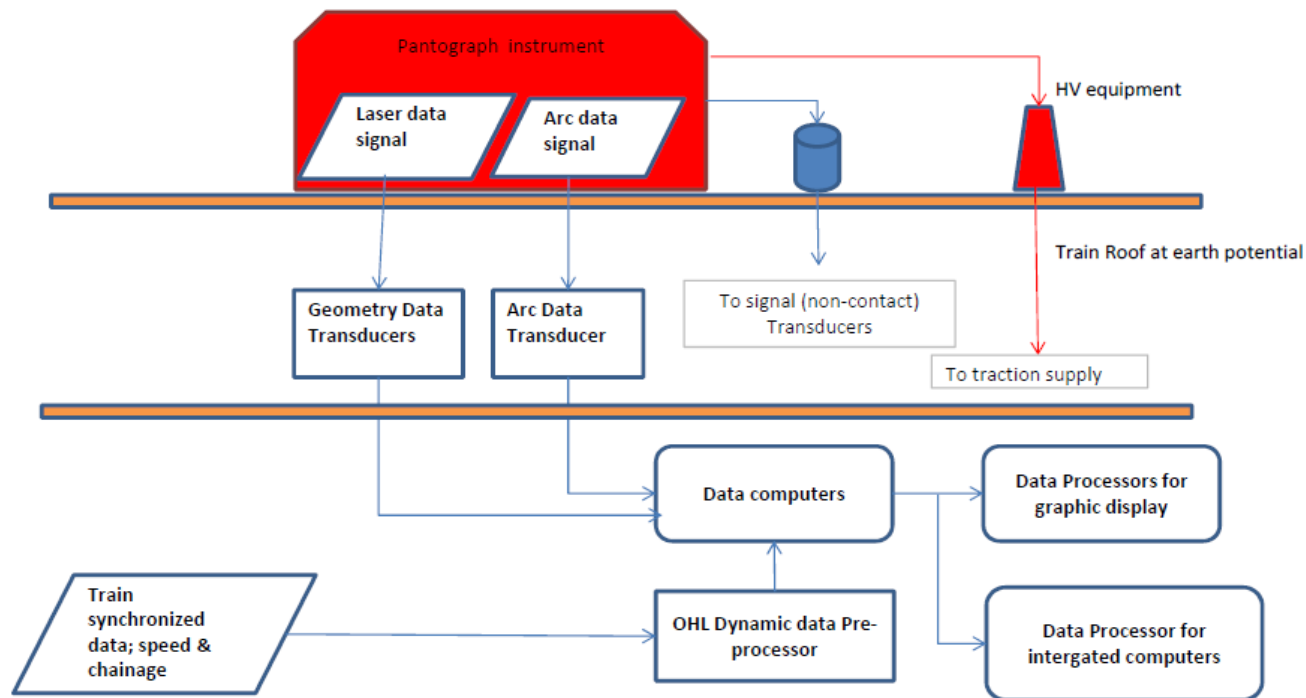 Pantograph instrument
Laser data
signal
Arc data
signal
HV equipment
Train Roof at earth potential
Geometry Data
Transducers
Arc Data
Transducer
To signal (non-contact)
Transducers
To traction supply
Data computers
Data Processors for
graphic display
Train
synchronized
data; speed &
chainage
OHL Dynamic data Pre-
processor
Data Processor for
intergated computers